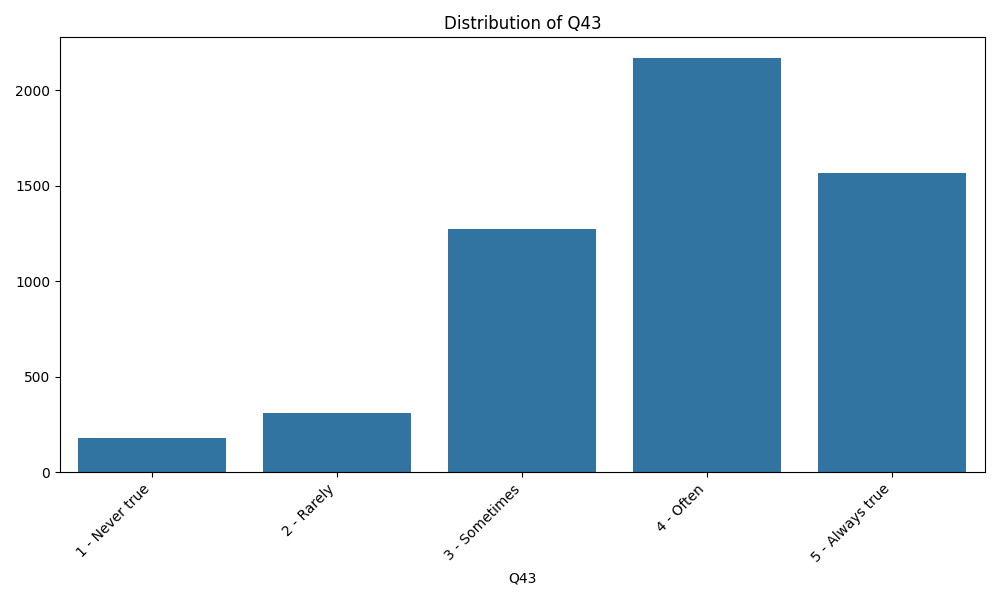 Distribution of Q43
2000
1500
1000
500
0
1 - Never true
2 - Rarely
3 - Sometimes
4 - Often
5 - Always true
Q43